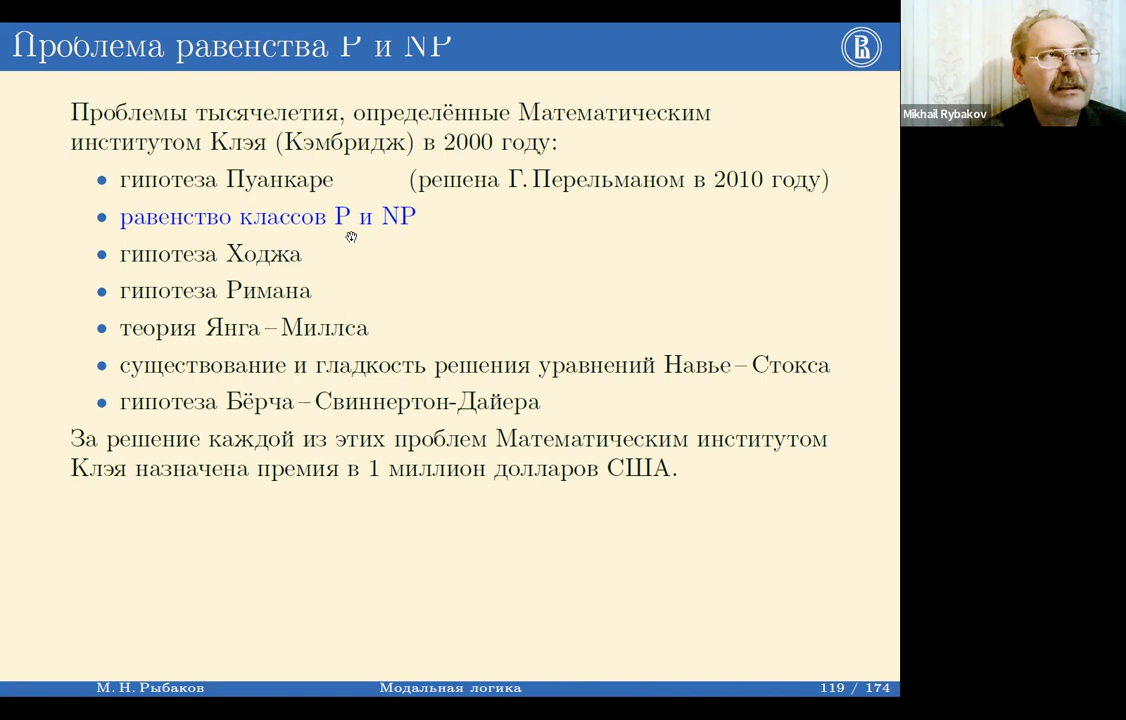 Проблема равенства P и NP
Mikhail Rybakov
Проблемы тысячелетия, определённые Математическим
институтом Клэя (Кэмбридж) в 2000 году:
• гипотеза Пуанкаре (решена Г. Перельманом в 2010 году)
• равенство классов P и NP
• гипотеза Ходжа
• гипотеза Римана
• теория Янга – Миллса
• существование и гладкость решения уравнений Навье – Стокса
• гипотеза Бёрча – Свиннертон-Дайера
За решение каждой из этих проблем Математическим институтом
Клэя назначена премия в 1 миллион долларов США.
М. Н. Рыбаков Модальная логика 119 / 174